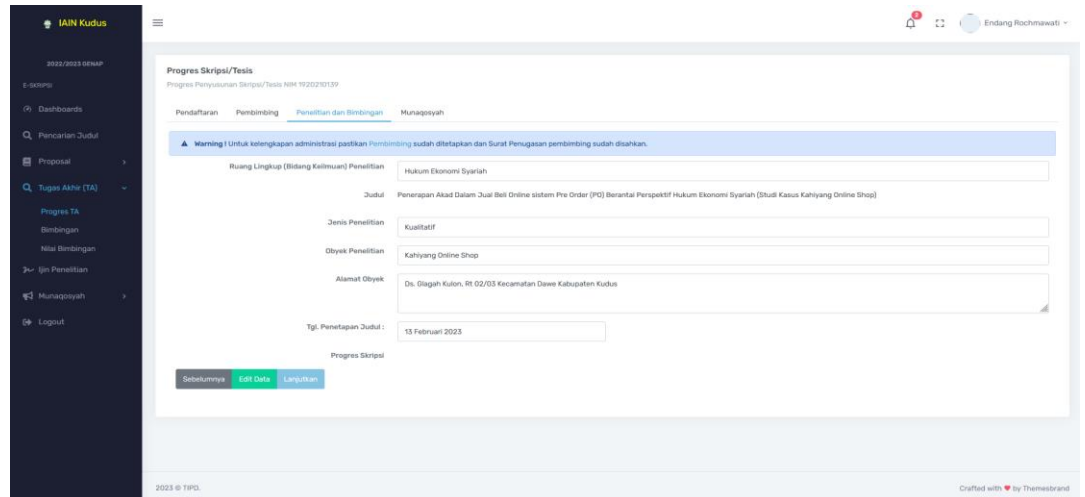 IAIN Kudus
2
Endang Rochmawati
2022/2023 GENAP
E-SKRIPSI
Dashboards
Pencarian Judul
Proposal
Tugas Akhir (TA)
Progres TA
Bimbingan
Nilai Bimbingan
Ijin Penelitian
Munaqosyah
Logout
Progres Skripsi/Tesis
Progres Penyusunan Skripsi/Tesis NIM 1920210139
Pendaftaran Pembimbing Penelitian dan Bimbingan Munaqosyah
Warning ! Untuk kelengkapan administrasi pastikan Pembimbing sudah ditetapkan dan Surat Penugasan pembimbing sudah disahkan.
Ruang Lingkup (Bidang Keilmuan) Penelitian Hukum Ekonomi Syariah
Judul Penerapan Akad Dalam Jual Beli Online sistem Pre Order (PO) Berantai Perspektif Hukum Ekonomi Syariah (Studi Kasus Kahiyang Online Shop)
Jenis Penelitian Kualitatif
Obyek Penelitian Kahiyang Online Shop
Alamat Obyek Ds. Glagah Kulon, Rt 02/03 Kecamatan Dawe Kabupaten Kudus
Tgl. Penetapan Judul : 13 Februari 2023
Progres Skripsi
Sebelumnya Edit Data Lanjutkan
2023 © TIPD. Crafted with ❤ by Themesbrand